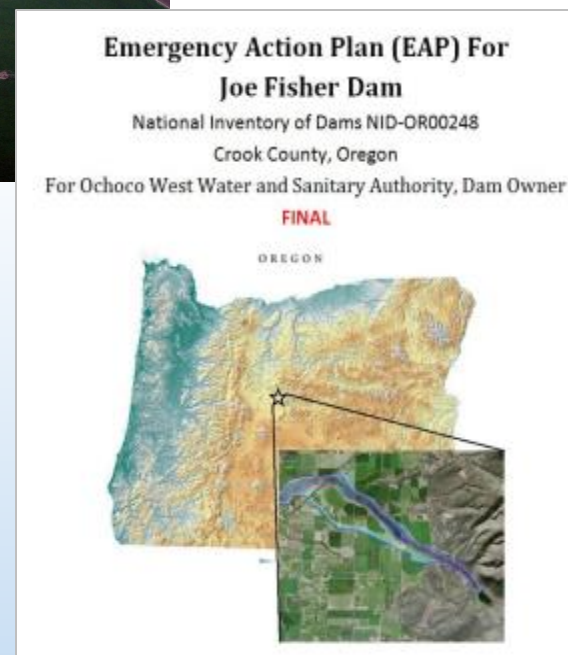 Emergency Action Plan (EAP) For
Joe Fisher Dam
National Inventory of Dams NID-OR00248
Crook County, Oregon
For Ochoco West Water and Sanitary Authority, Dam Owner
FINAL
OREGON